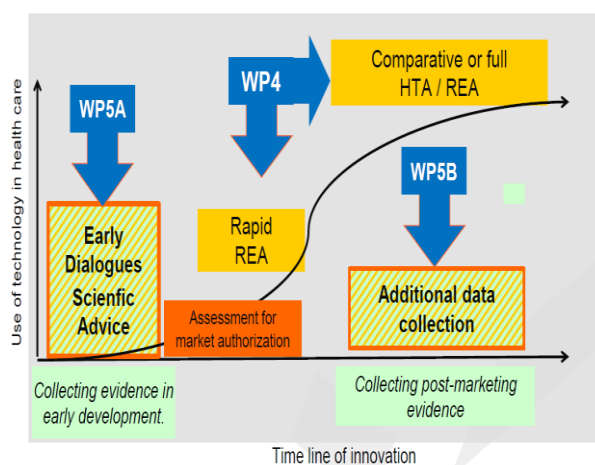 Use of technology in health care
WP5A
WP4
Comparative or full
HTA / REA
WP5B
Early
Dialogues
Scienfic
Advice
Rapid
REA
Assessment for
market authorization
Additional data
collection
Collecting evidence in
early development.
Collecting post-marketing
evidence
Time line of innovation